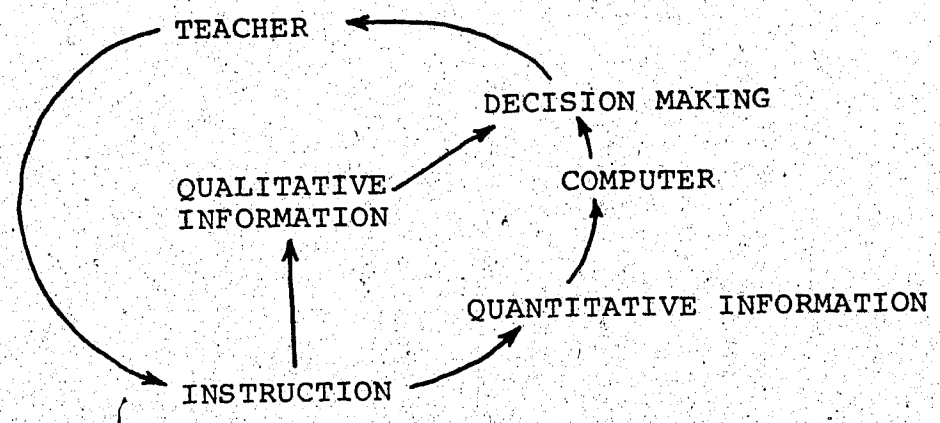 TEACHER
DECISION MAKING
QUALITATIVE
INFORMATION
COMPUTER
QUANTITATIVE INFORMATION
INSTRUCTION